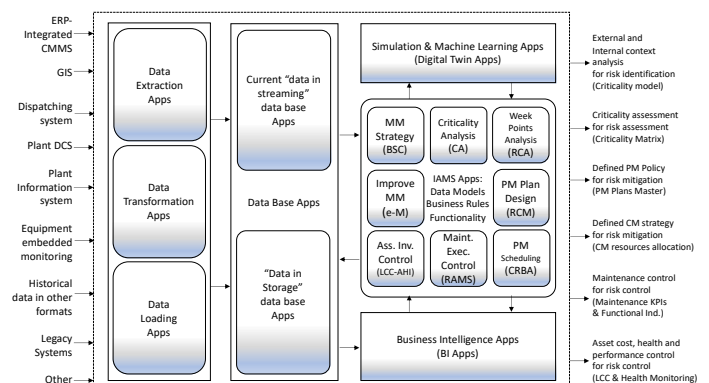 ERP-
Integrated
CMMS
GIS
Dispatching
system
Plant DCS
Plant
Information
system
Equipment
embedded
monitoring
Historical
data in other
formats
Legacy
Systems
Other
Data
Extraction
Apps
Data
Transformation
Apps
Data
Loading
Apps
Current “data in
streaming”
data base
Apps
Data Base Apps
“Data in
Storage” data
base Apps
Simulation & Machine Learning Apps
(Digital Twin Apps)
MM
Strategy
(BSC)
Criticality
Analysis
(CA)
Week
Points
Analysis
(RCA)
Improve
MM
(e-M)
IAMS Apps:
Data Models
Business Rules
Functionality
PM Plan
Design
(RCM)
Ass. Inv.
Control
(LCC-AHI)
Maint.
Exec.
Control
(RAMS)
PM
Scheduling
(CRBA)
Business Intelligence Apps
(BI Apps)
External and
Internal context
analysis
for risk identification
(Criticality model)
Criticality assessment
for risk assessment
(Criticality Matrix)
Defined PM Policy
for risk mitigation
(PM Plans Master)
Defined CM strategy
for risk mitigation
(CM resources allocation)
Maintenance control
for risk control
(Maintenance KPIs
& Functional Ind.)
Asset cost, health and
performance control
for risk control
(LCC & Health Monitoring)